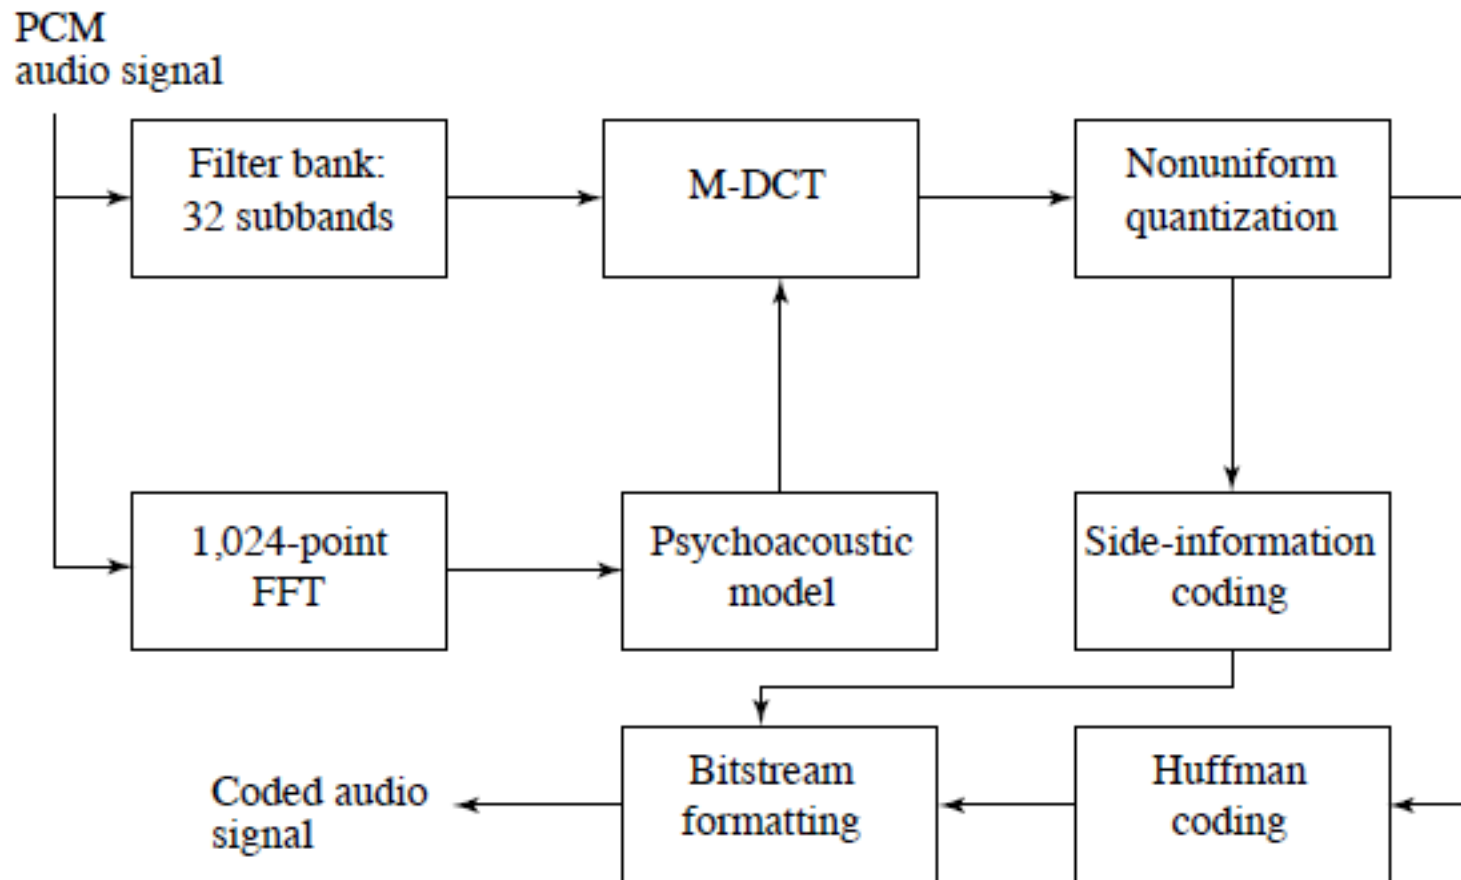 PCM
audio signal
Filter bank:
32 subbands
M-DCT
Nonuniform
quantization
1,024-point
FFT
Psychoacoustic
model
Side-information
coding
Coded audio
signal
Bitstream
formatting
Huffman
coding